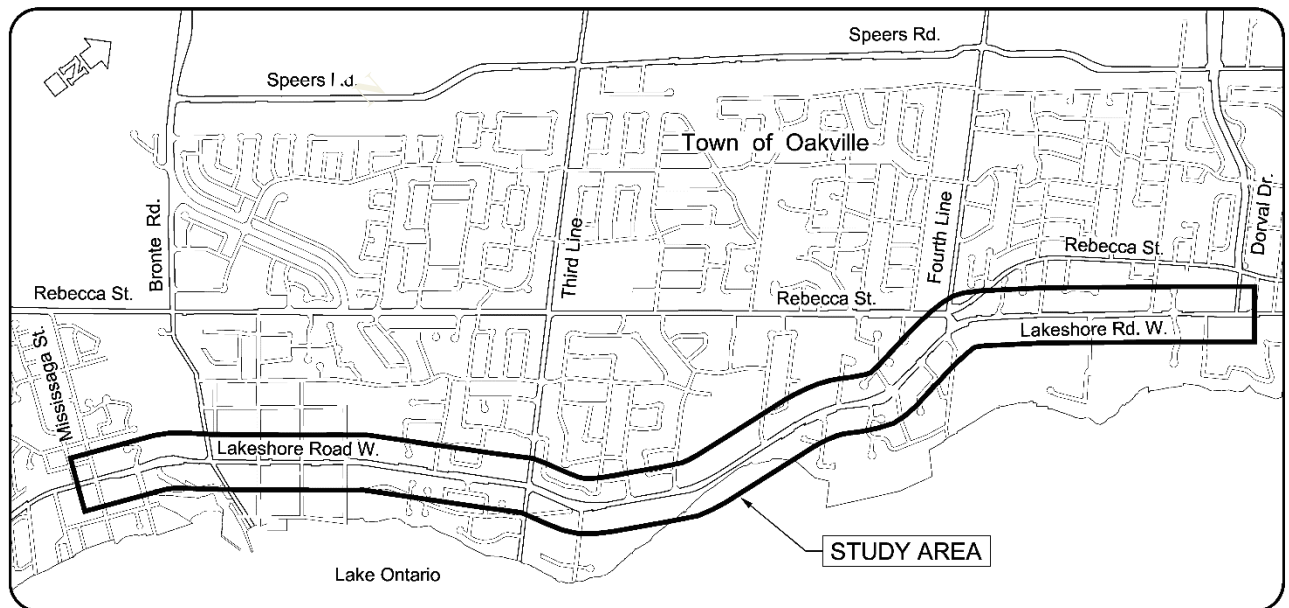 Speers Rd.
Speers
Town of Oakville
Bronte Rd.
Third Line
Fourth Line
Dorval Dr.
Rebecca St.
Rebecca St.
Rebecca St.
Mississaga St.
Lakeshore Rd. W.
Lakeshore Road W.
STUDY AREA
Lake Ontario